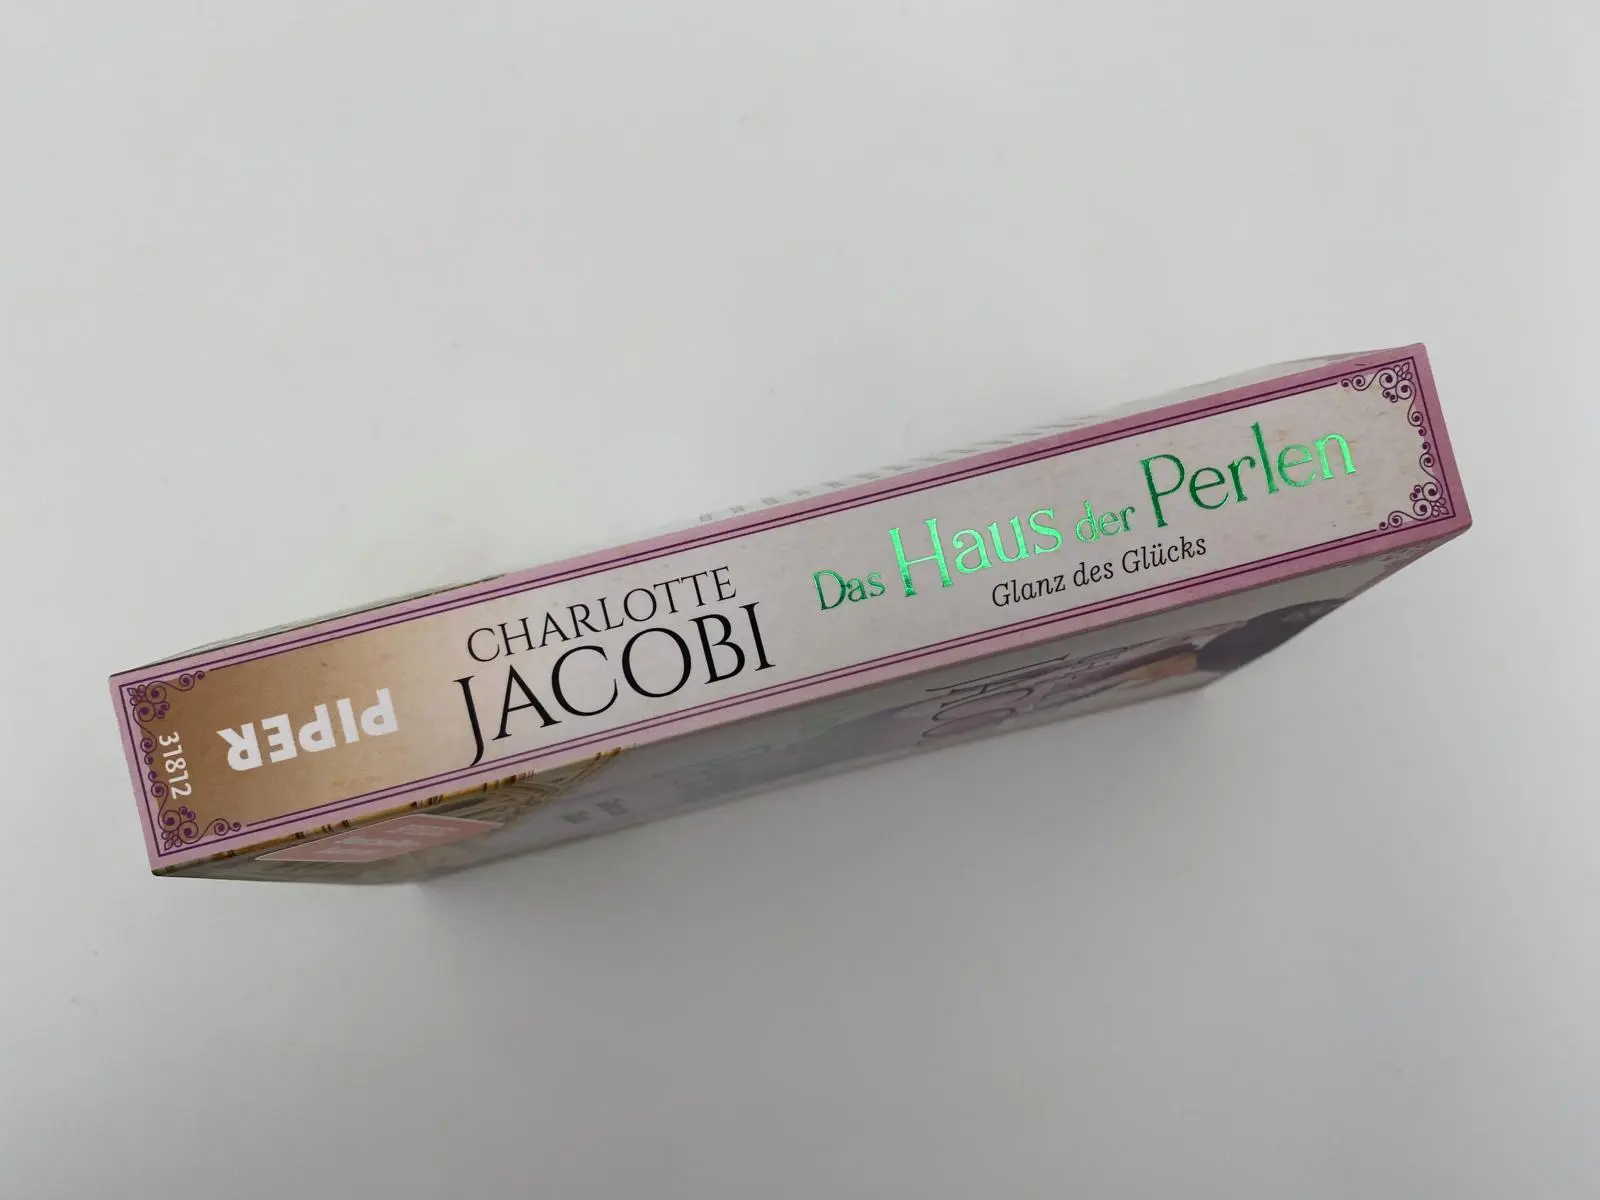 CHARLOTTE
JACOBI
Das Haus der Perlen
Glanz des Glücks
PIPER
31812